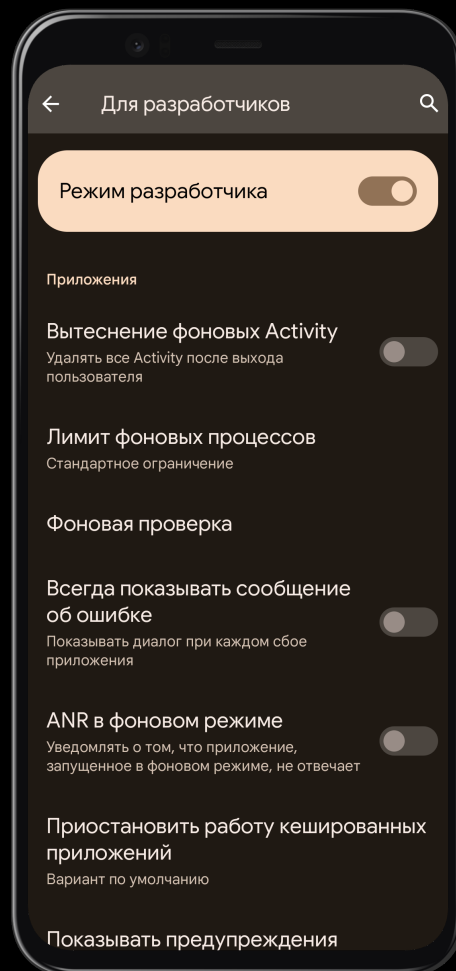 Для разработчиков
Режим разработчика
Приложения
Вытеснение фоновых Activity
Удалять все Activity после выхода
пользователя
Лимит фоновых процессов
Стандартное ограничение
Фоновая проверка
Всегда показывать сообщение
об ошибке
Показывать диалог при каждом сбое
приложения
ANR в фоновом режиме
Уведомлять о том, что приложение,
запущенное в фоновом режиме, не отвечает
Приостановить работу кешированных
приложений
Вариант по умолчанию
Показывать предупреждения